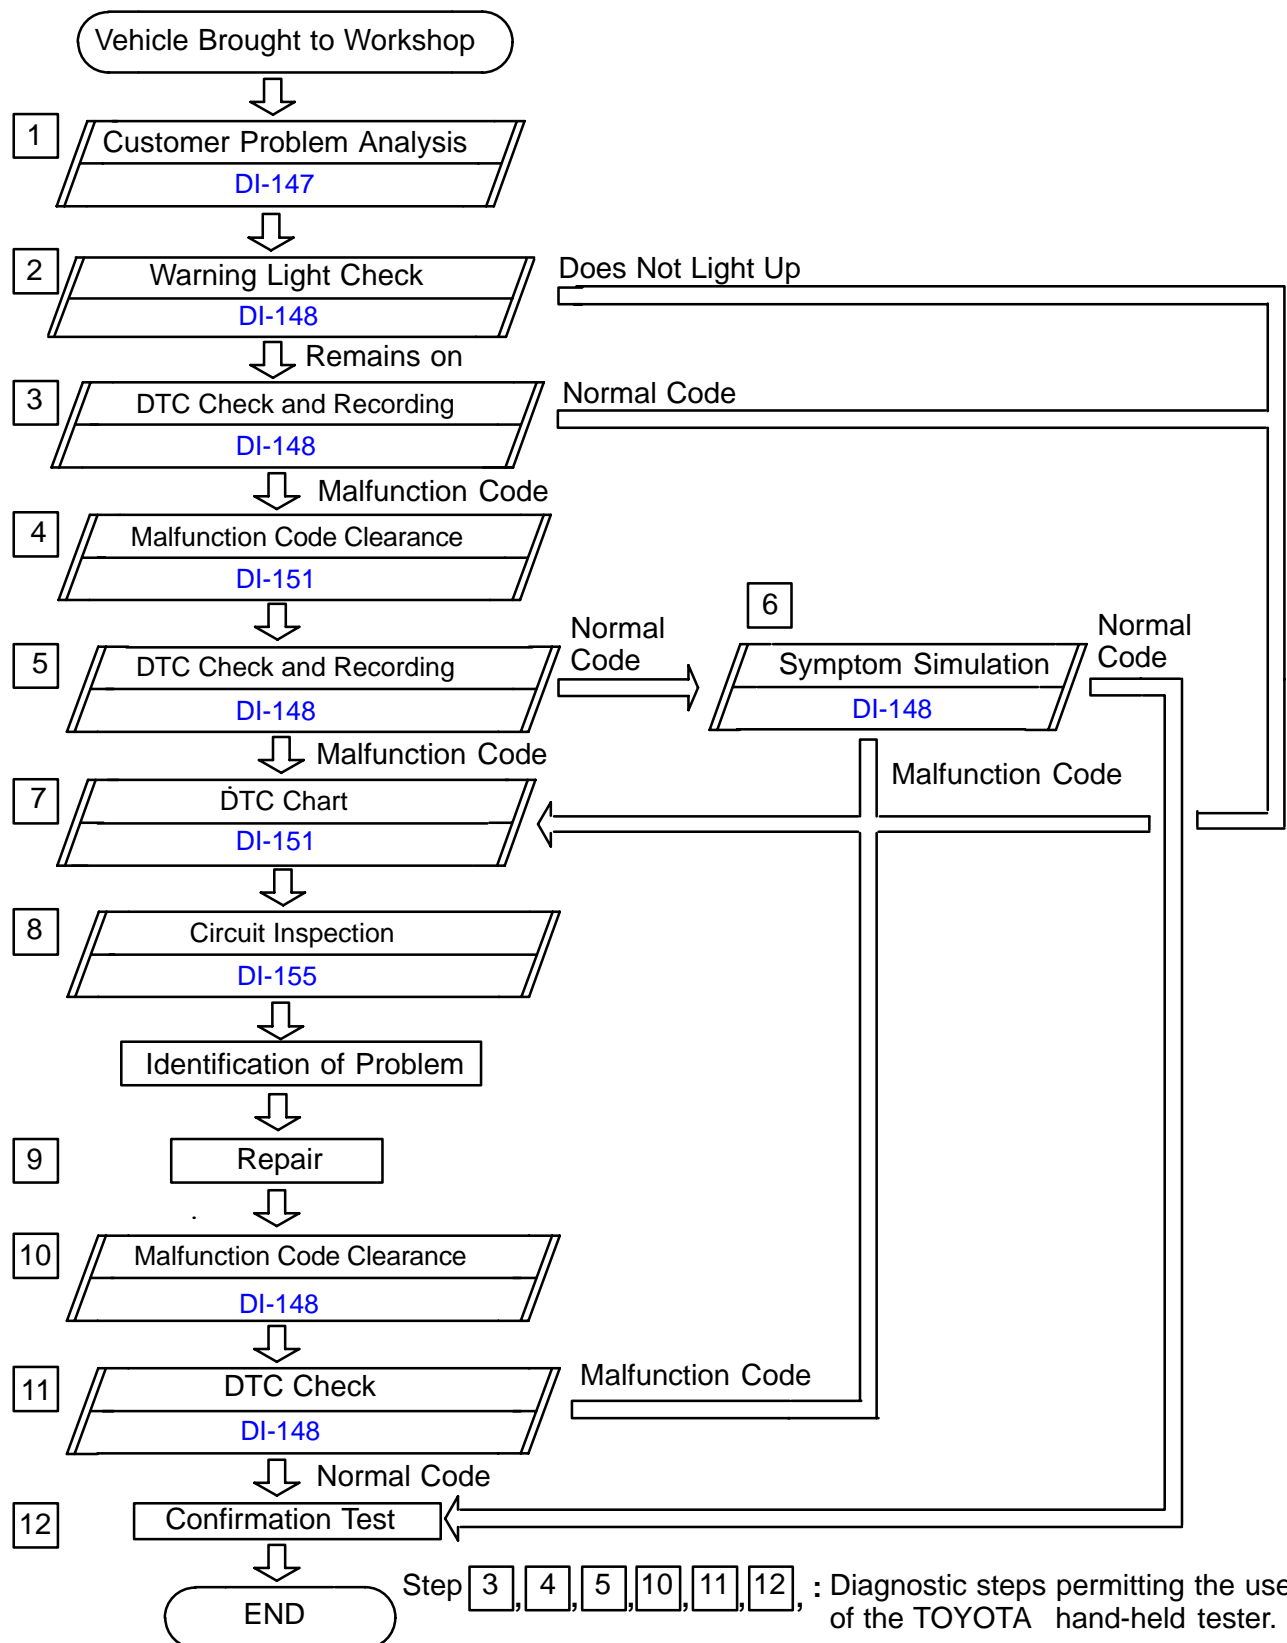 Vehicle Brought to Workshop
1
Customer Problem Analysis
DI-147
2
Warning Light Check
DI-148
Does Not Light Up
Remains on
3
DTC Check and Recording
DI-148
Normal Code
Malfunction Code
4
Malfunction Code Clearance
DI-151
5
DTC Check and Recording
DI-148
Normal
Code
6
Symptom Simulation
DI-148
Normal
Code
Malfunction Code
Malfunction Code
7
DTC Chart
DI-151
8
Circuit Inspection
DI-155
Identification of Problem
9
Repair
10
Malfunction Code Clearance
DI-148
11
DTC Check
DI-148
Malfunction Code
Normal Code
12
Confirmation Test
END
Step 3, 4, 5, 10, 11, 12, : Diagnostic steps permitting the use
of the TOYOTA hand-held tester.